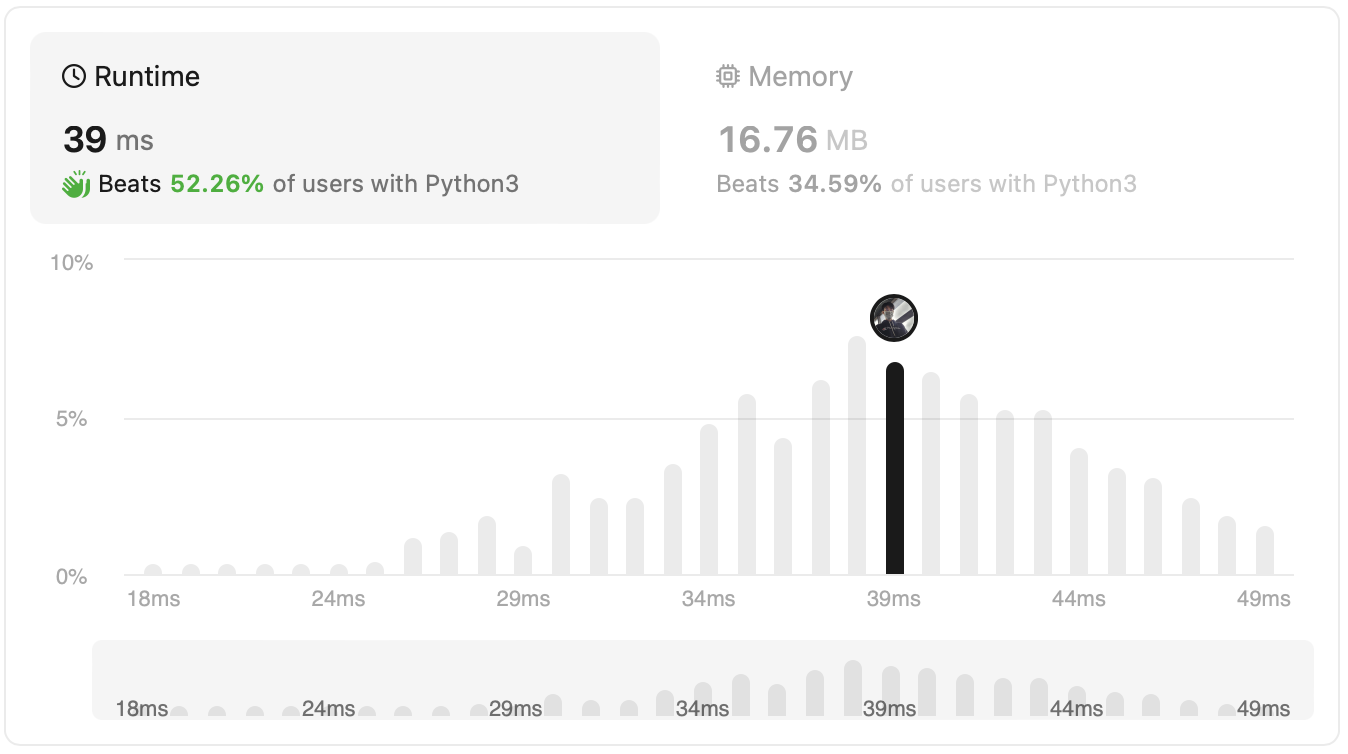 Runtime
39 ms
Beats 52.26% of users with Python3
Memory
16.76 MB
Beats 34.59% of users with Python3
10%
5%
0%
18ms 24ms 29ms 34ms 39ms 44ms 49ms
18ms 24ms 29ms 34ms 39ms 44ms 49ms